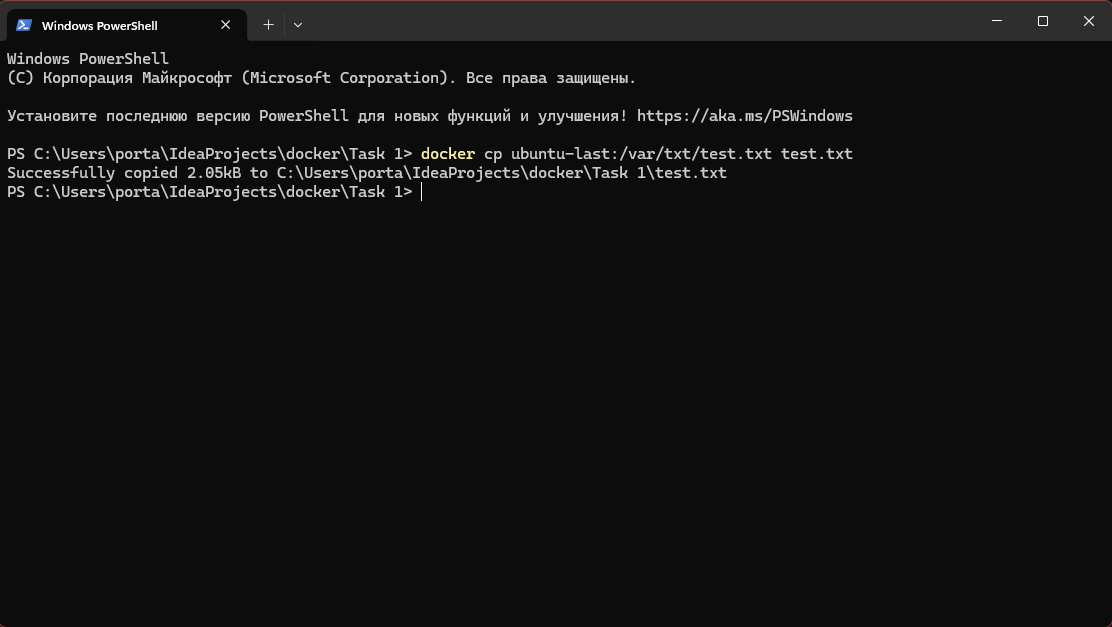 Windows PowerShell
Windows PowerShell
(C) Корпорация Майкрософт (Microsoft Corporation). Все права защищены.
Установите последнюю версию PowerShell для новых функций и улучшения! https://aka.ms/PSWindows
PS C:\Users\porta\IdeaProjects\docker\Task 1> docker cp ubuntu-last:/var/txt/test.txt test.txt
Successfully copied 2.05kB to C:\Users\porta\IdeaProjects\docker\Task 1\test.txt
PS C:\Users\porta\IdeaProjects\docker\Task 1>